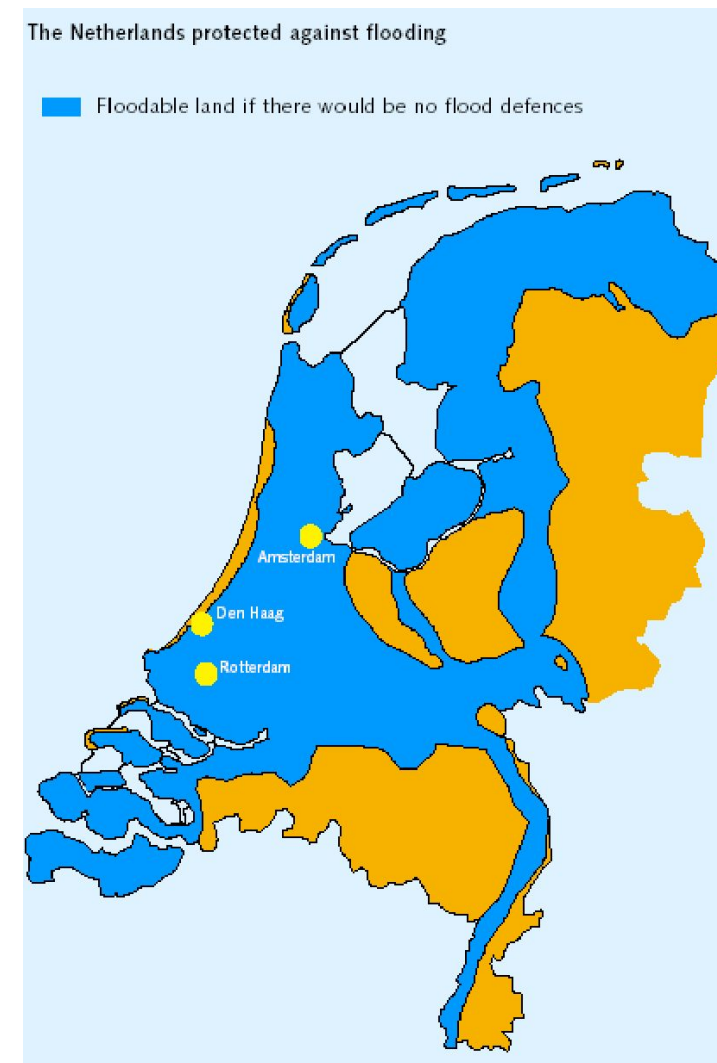 The Netherlands protected against flooding
Floodable land if there would be no flood defences
Amsterdam
Den Haag
Rotterdam